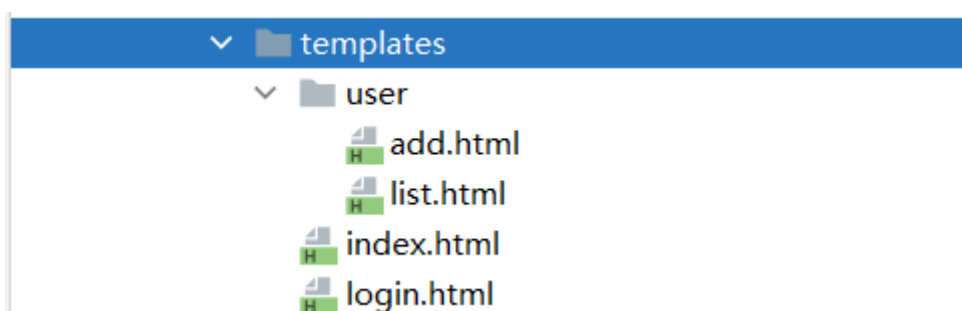 templates
user
H add.html
H list.html
H index.html
H login.html